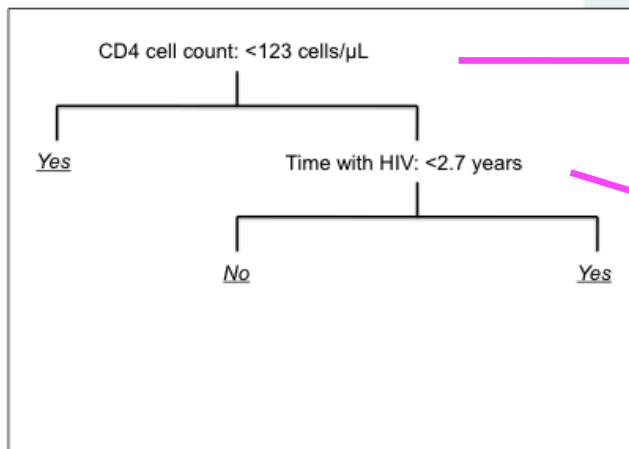 CD4 cell count: <123 cells/µL
Yes
Time with HIV: <2.7 years
No
Yes